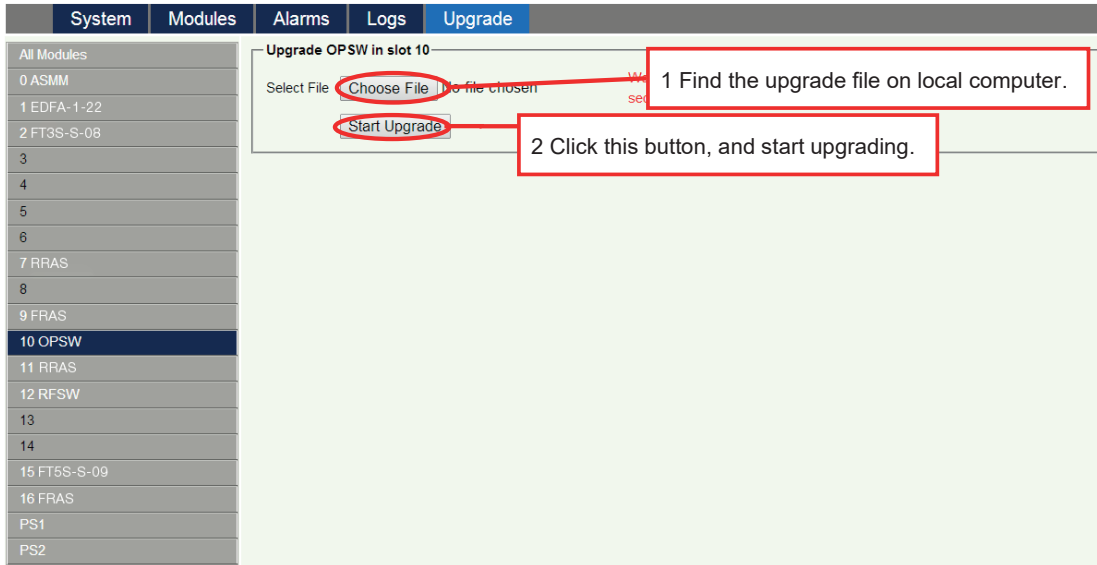 System Modules Alarms Logs Upgrade
All Modules
0 ASMM
1 EDFA-1-22
2 FT3S-S-08
3
4
5
6
7 RRAS
8
9 FRAS
10 OPSW
11 RRAS
12 RFSW
13
14
15 FT5S-S-09
16 FRAS
PS1
PS2
Upgrade OPSW in slot 10
Select File Choose File No file chosen
Start Upgrade
1 Find the upgrade file on local computer.
2 Click this button, and start upgrading.